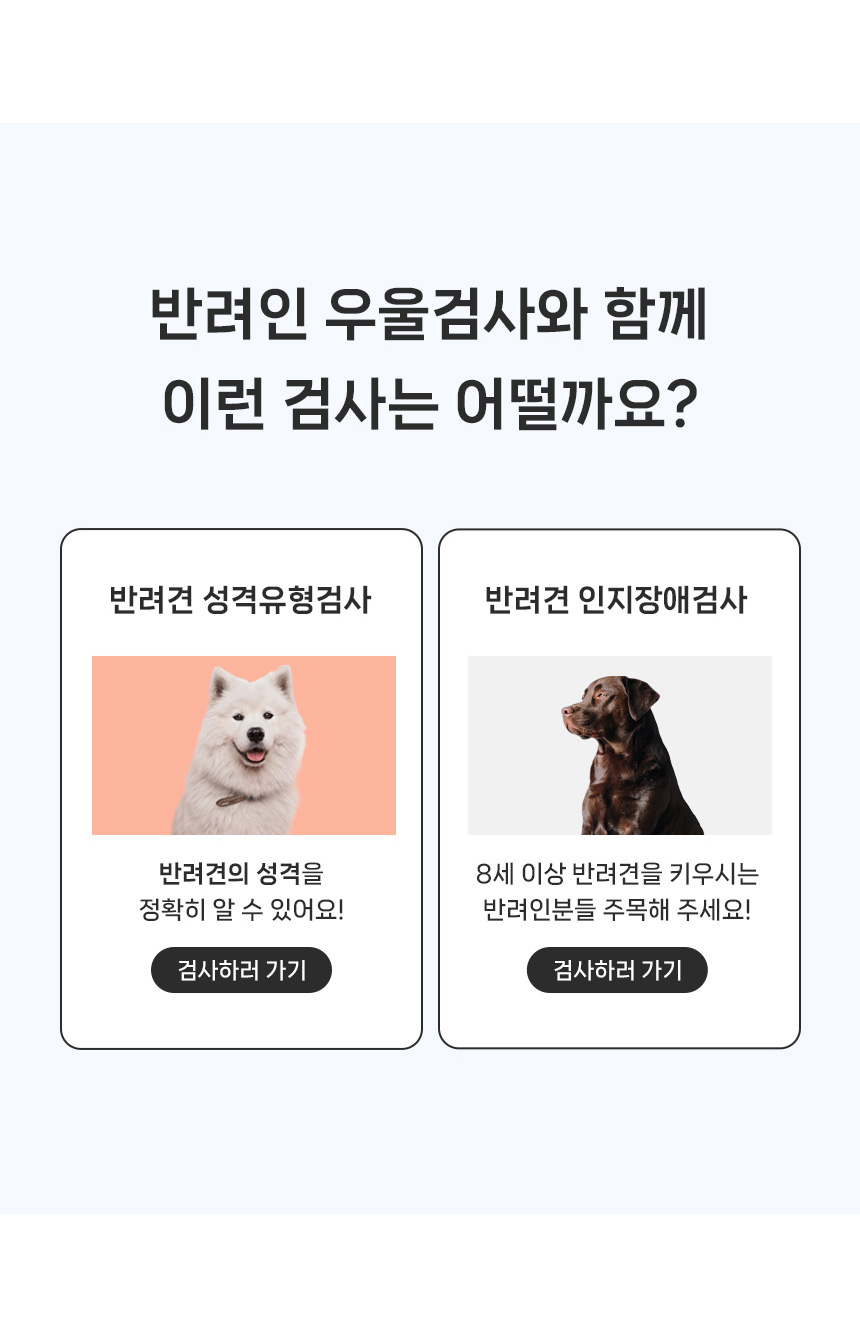 반려인 우울검사와 함께
이런 검사는 어떨까요?
반려견 성격유형검사
반려견의 성격을
정확히 알 수 있어요!
검사하러 가기
반려견 인지장애검사
8세 이상 반려견을 키우시는
반려인분들 주목해 주세요!
검사하러 가기